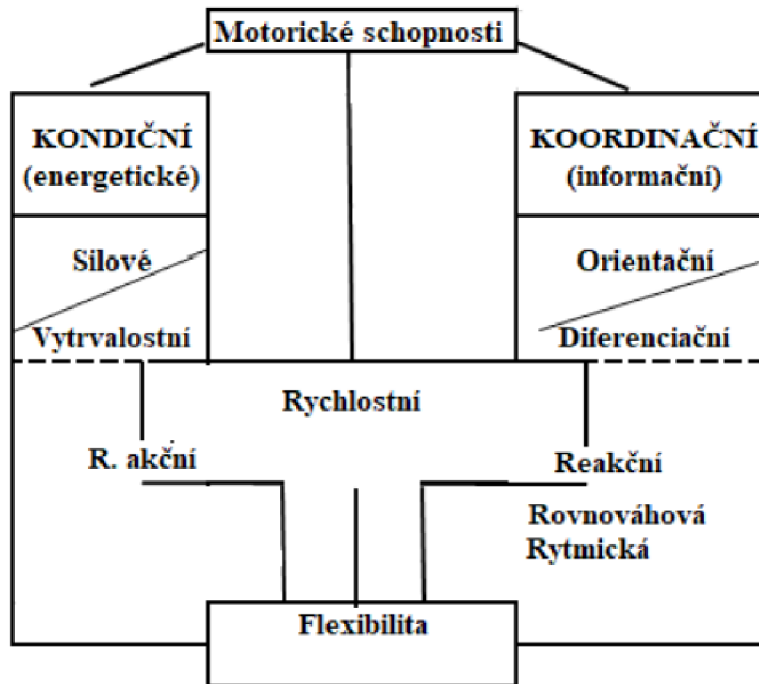 Motorické schopnosti
KONDIČNÍ
(energetické)
KOORDINAČNÍ
(informační)
Silové
Orientační
Vytrvalostní
Diferenciační
Rychlostní
R. akční
Reakční
Rovnováhová
Rytmická
Flexibilita